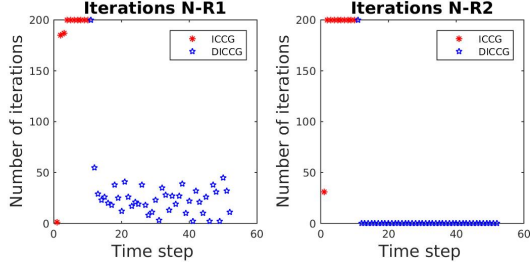 Iterations N-R1
Number of iterations
200
150
100
50
0
0 20 40 60
Time step
ICCG
DICCG
Iterations N-R2
Number of iterations
200
150
100
50
0
0 20 40 60
Time step
ICCG
DICCG